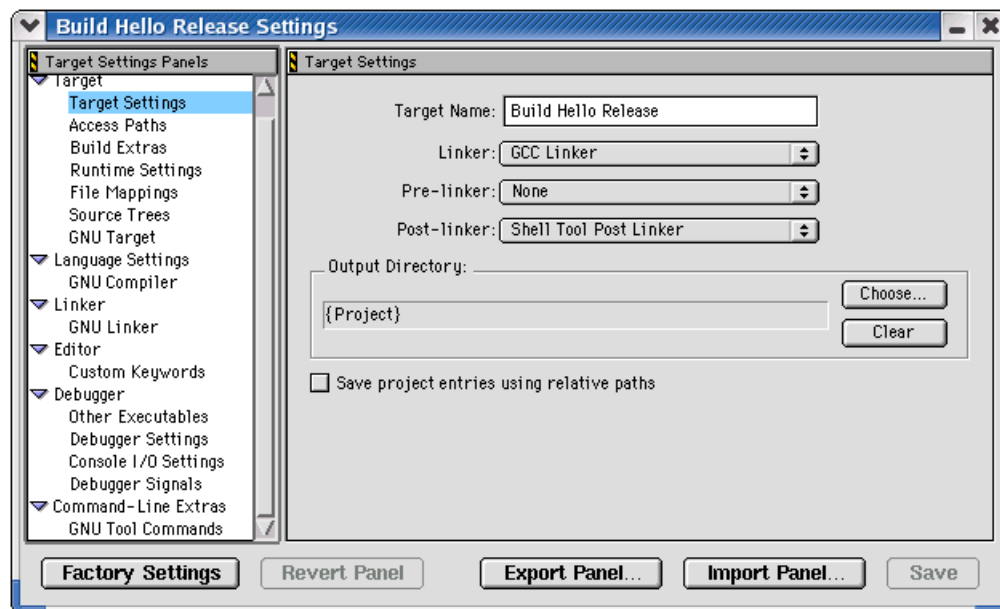 Build Hello Release Settings
Target Settings Panels
Target
Target Settings
Access Paths
Build Extras
Runtime Settings
File Mappings
Source Trees
GNU Target
Language Settings
GNU Compiler
Linker
GNU Linker
Editor
Custom Keywords
Debugger
Other Executables
Debugger Settings
Console I/O Settings
Debugger Signals
Command-Line Extras
GNU Tool Commands
Target Settings
Target Name: Build Hello Release
Linker: GCC Linker
Pre-linker: None
Post-linker: Shell Tool Post Linker
Output Directory:
{Project}
Choose...
Clear
Save project entries using relative paths
Factory Settings
Revert Panel
Export Panel...
Import Panel...
Save